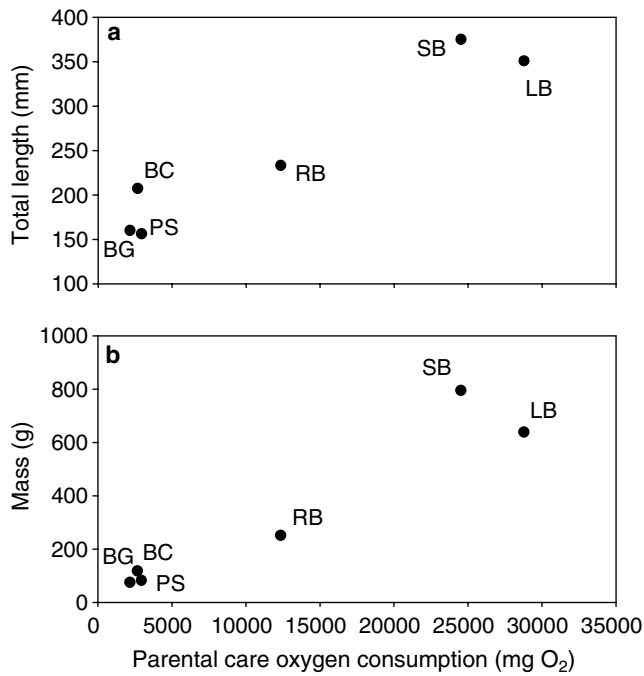 400
a
SB
350
LB
300
Total length (mm)
250
BC
RB
200
PS
150
BG
100
1000
b
SB
800
LB
Mass (g)
600
400
RB
200
BG
BC
PS
0
0 5000 10000 15000 20000 25000 30000 35000
Parental care oxygen consumption (mg O₂)